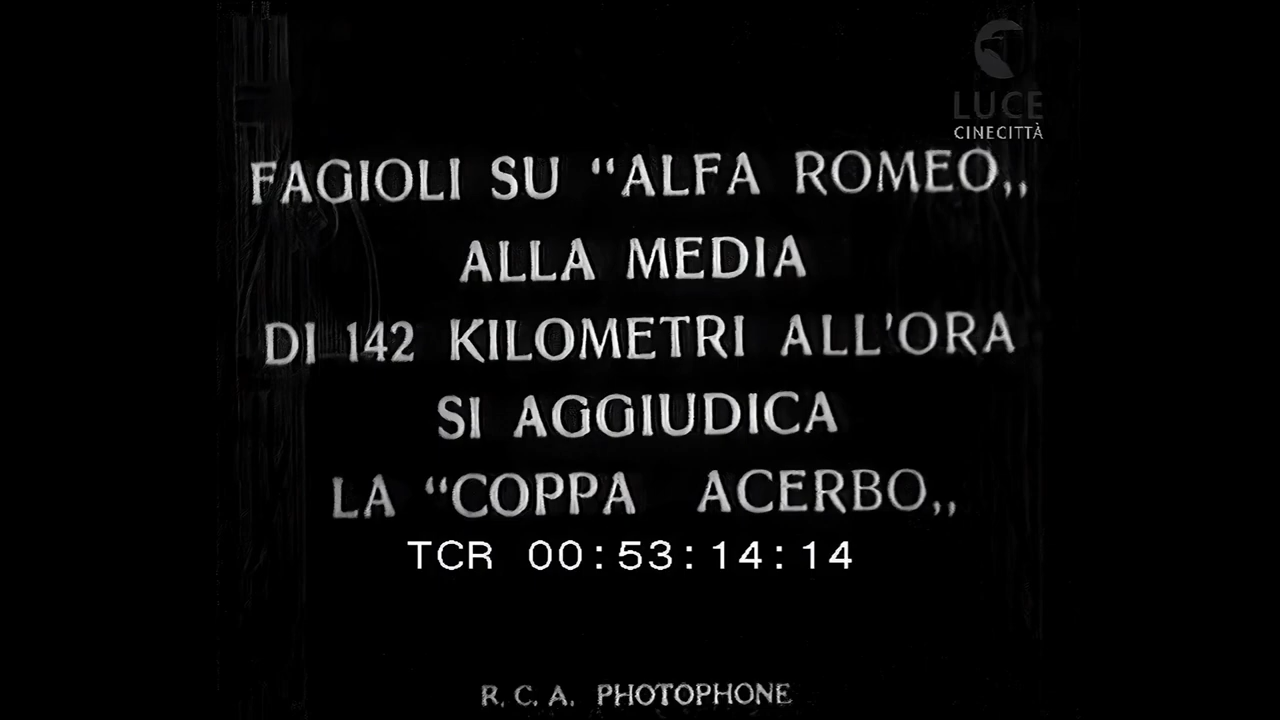 LUCE
CINECITTÀ
FAGIOLI SU “ALFA ROMEO„
ALLA MEDIA
DI 142 KILOMETRI ALL'ORA
SI AGGIUDICA
LA “COPPA ACERBO„
TCR 00:53:14:14
R. C. A. PHOTOPHONE